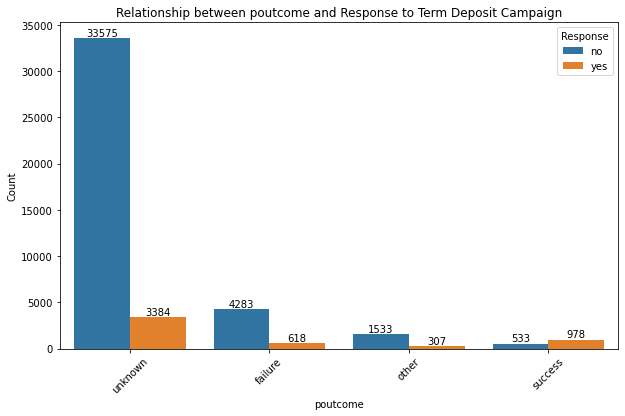 Relationship between poutcome and Response to Term Deposit Campaign
Response
no
yes
Count
35000
30000
25000
20000
15000
10000
5000
0
33575
3384
4283
618
1533
307
533
978
unknown
failure
other
success
poutcome